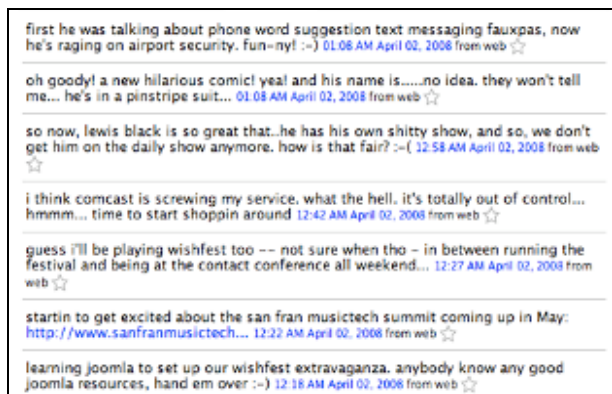 first he was talking about phone word suggestion text messaging fauxpas, now
he's raging on airport security. fun-ny! :-) 01:08 AM April 02, 2008 from web
oh goody! a new hilarious comic! yea! and his name is.....no idea. they won't tell
me... he's in a pinstripe suit... 01:08 AM April 02, 2008 from web
so now, lewis black is so great that..he has his own shitty show, and so, we don't
get him on the daily show anymore. how is that fair? :-( 12:58 AM April 02, 2008 from web
i think comcast is screwing my service. what the hell. it's totally out of control...
hmmm... time to start shoppin around 12:42 AM April 02, 2008 from web
guess i'll be playing wishfest too -- not sure when tho - in between running the
festival and being at the contact conference all weekend... 12:27 AM April 02, 2008 from
web
startin to get excited about the san fran musictech summit coming up in May:
http://www.sanfranmusictech... 12:22 AM April 02, 2008 from web
learning joomla to set up our wishfest extravaganza. anybody know any good
joomla resources, hand em over :-) 12:18 AM April 02, 2008 from web